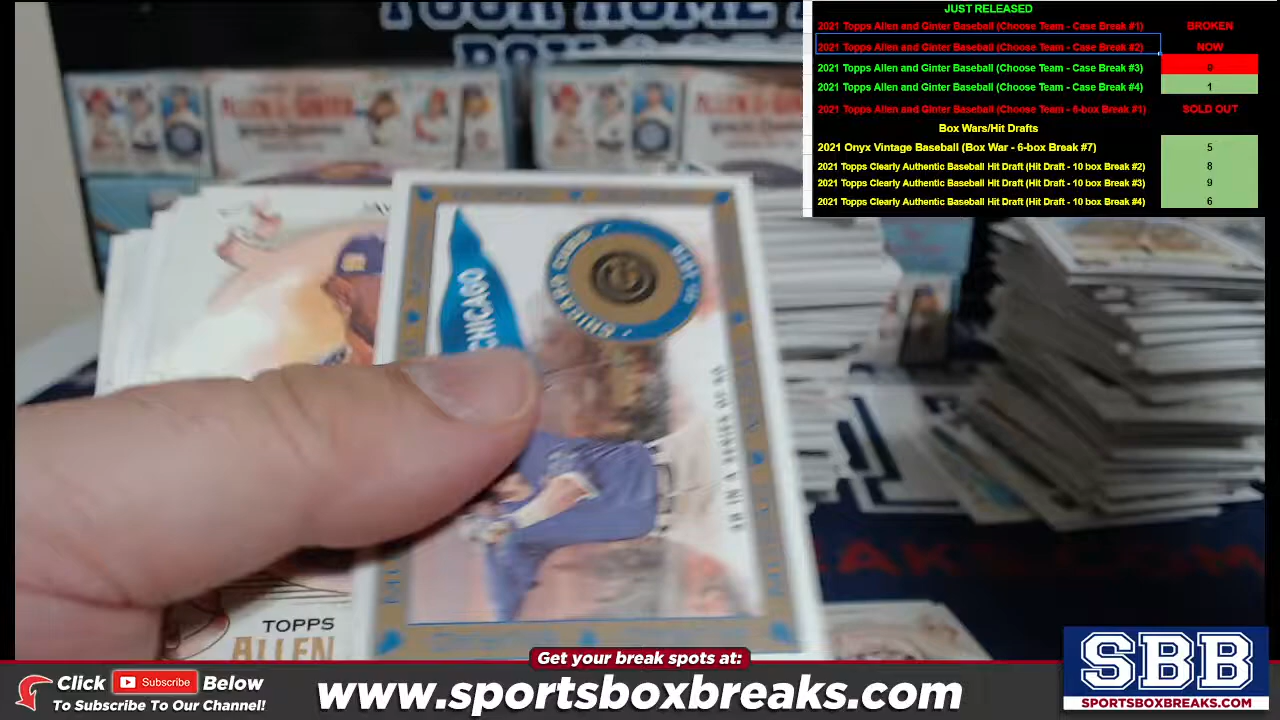 JUST RELEASED
2021 Topps Allen and Ginter Baseball (Choose Team - Case Break #1) BROKEN
2021 Topps Allen and Ginter Baseball (Choose Team - Case Break #2) NOW
2021 Topps Allen and Ginter Baseball (Choose Team - Case Break #3) 0
2021 Topps Allen and Ginter Baseball (Choose Team - Case Break #4) 1
2021 Topps Allen and Ginter Baseball (Choose Team - 6-box Break #1) SOLD OUT
Box Wars/Hit Drafts
2021 Onyx Vintage Baseball (Box War - 6-box Break #7) 5
2021 Topps Clearly Authentic Baseball Hit Draft (Hit Draft - 10 box Break #2) 8
2021 Topps Clearly Authentic Baseball Hit Draft (Hit Draft - 10 box Break #3) 9
2021 Topps Clearly Authentic Baseball Hit Draft (Hit Draft - 10 box Break #4) 6
YOUR HOME
CHICAGO
CHICAGO CUBS
TOPPS
ALLEN
Get your break spots at:
www.sportsboxbreaks.com
Click Subscribe Below
To Subscribe To Our Channel!
SBB
SPORTSBOXBREAKS.COM